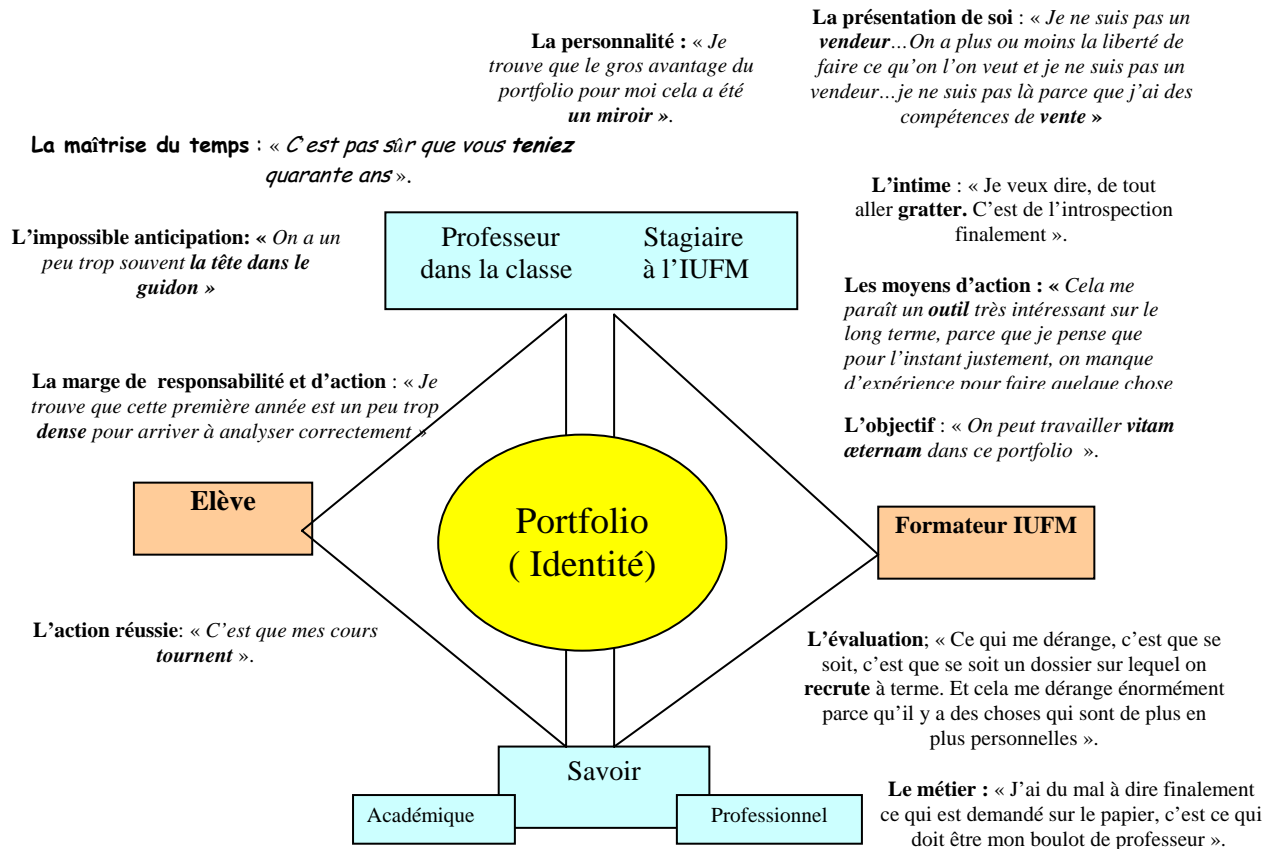 La personnalité : « Je
trouve que le gros avantage du
portfolio pour moi cela a été
un miroir ».
La présentation de soi : « Je ne suis pas un
vendeur…On a plus ou moins la liberté de
faire ce qu'on l'on veut et je ne suis pas un
vendeur…je ne suis pas là parce que j'ai des
compétences de vente »
La maîtrise du temps : « C'est pas sûr que vous teniez
quarante ans ».
L'intime : « Je veux dire, de tout
aller gratter. C'est de l'introspection
finalement ».
L'impossible anticipation: « On a un
peu trop souvent la tête dans le
guidon »
Professeur
dans la classe
Stagiaire
à l'IUFM
Les moyens d'action : « Cela me
paraît un outil très intéressant sur le
long terme, parce que je pense que
pour l'instant justement, on manque
d'expérience pour faire quelque chose
La marge de responsabilité et d'action : « Je
trouve que cette première année est un peu trop
dense pour arriver à analyser correctement »
L'objectif : « On peut travailler vitam
æternam dans ce portfolio ».
Elève
Portfolio
( Identité)
Formateur IUFM
L'action réussie: « C'est que mes cours
tournent ».
L'évaluation; « Ce qui me dérange, c'est que se
soit, c'est que se soit un dossier sur lequel on
recrute à terme. Et cela me dérange énormément
parce qu'il y a des choses qui sont de plus en
plus personnelles ».
Savoir
Académique
Professionnel
Le métier : « J'ai du mal à dire finalement
ce qui est demandé sur le papier, c'est ce qui
doit être mon boulot de professeur ».